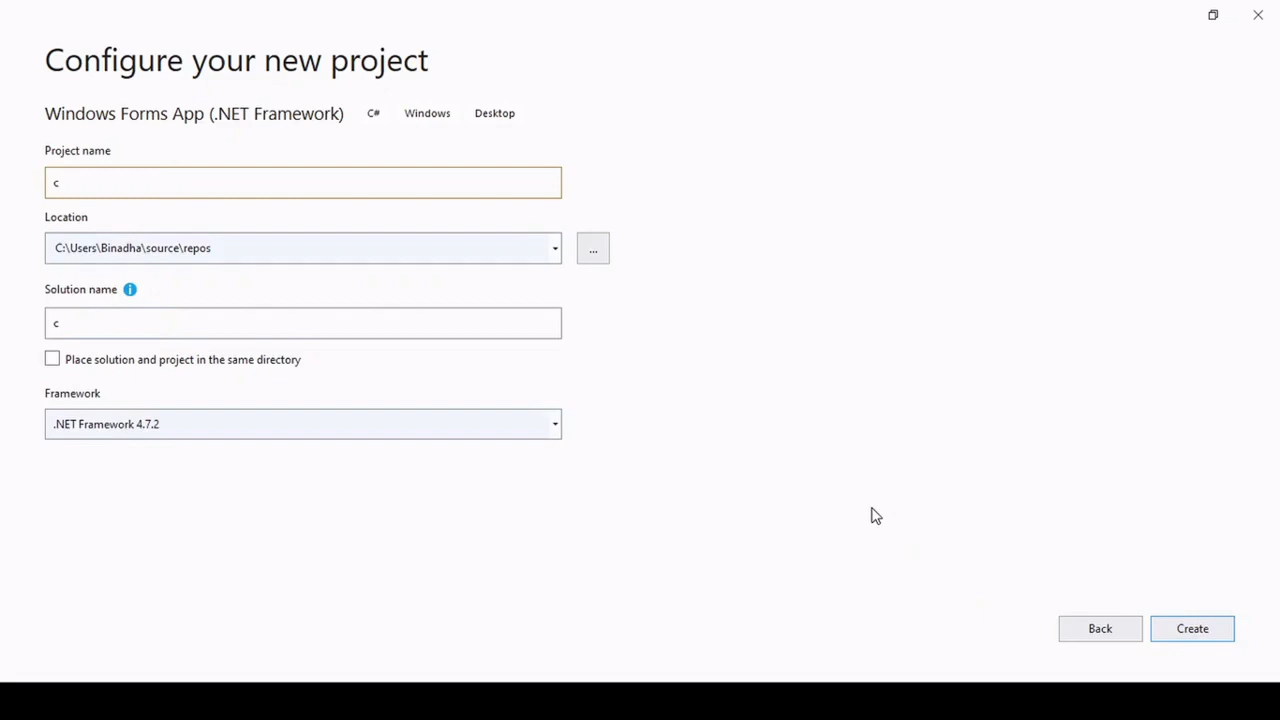 Configure your new project
Windows Forms App (.NET Framework) C# Windows Desktop
Project name
c
Location
C:\Users\Binadha\source\repos
...
Solution name
c
Place solution and project in the same directory
Framework
.NET Framework 4.7.2
Back Create